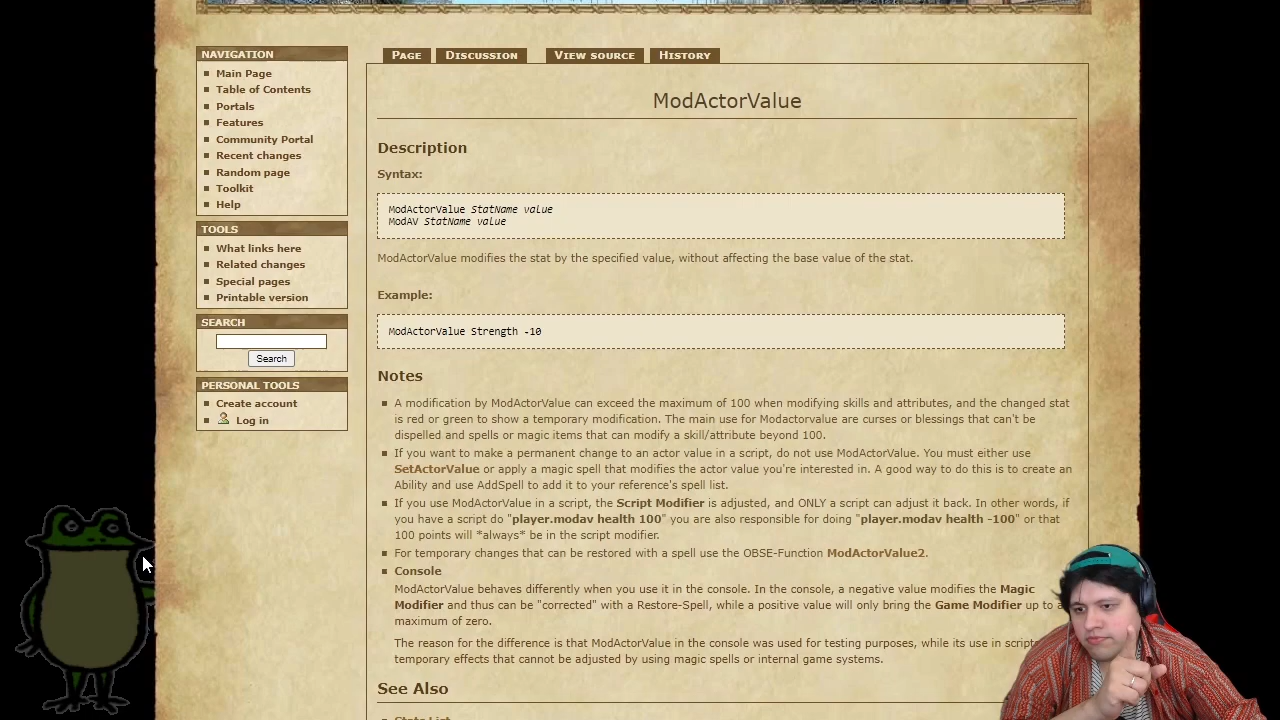 NAVIGATION
Main Page
Table of Contents
Portals
Features
Community Portal
Recent changes
Random page
Toolkit
Help
TOOLS
What links here
Related changes
Special pages
Printable version
SEARCH
Search
PERSONAL TOOLS
Create account
Log in
PAGE
DISCUSSION
VIEW SOURCE
HISTORY
ModActorValue
Description
Syntax:
ModActorValue StatName value
ModAV StatName value
ModActorValue modifies the stat by the specified value, without affecting the base value of the stat.
Example:
ModActorValue Strength -10
Notes
A modification by ModActorValue can exceed the maximum of 100 when modifying skills and attributes, and the changed stat
is red or green to show a temporary modification. The main use for Modactorvalue are curses or blessings that can't be
dispelled and spells or magic items that can modify a skill/attribute beyond 100.
If you want to make a permanent change to an actor value in a script, do not use ModActorValue. You must either use
SetActorValue or apply a magic spell that modifies the actor value you're interested in. A good way to do this is to create an
Ability and use AddSpell to add it to your reference's spell list.
If you use ModActorValue in a script, the Script Modifier is adjusted, and ONLY a script can adjust it back. In other words, if
you have a script do "player.modav health 100" you are also responsible for doing "player.modav health -100" or that
100 points will *always* be in the script modifier.
For temporary changes that can be restored with a spell use the OBSE-Function ModActorValue2.
Console
ModActorValue behaves differently when you use it in the console. In the console, a negative value modifies the Magic
Modifier and thus can be "corrected" with a Restore-Spell, while a positive value will only bring the Game Modifier up to a
maximum of zero.
The reason for the difference is that ModActorValue in the console was used for testing purposes, while its use in
temporary effects that cannot be adjusted by using magic spells or internal game systems.
See Also